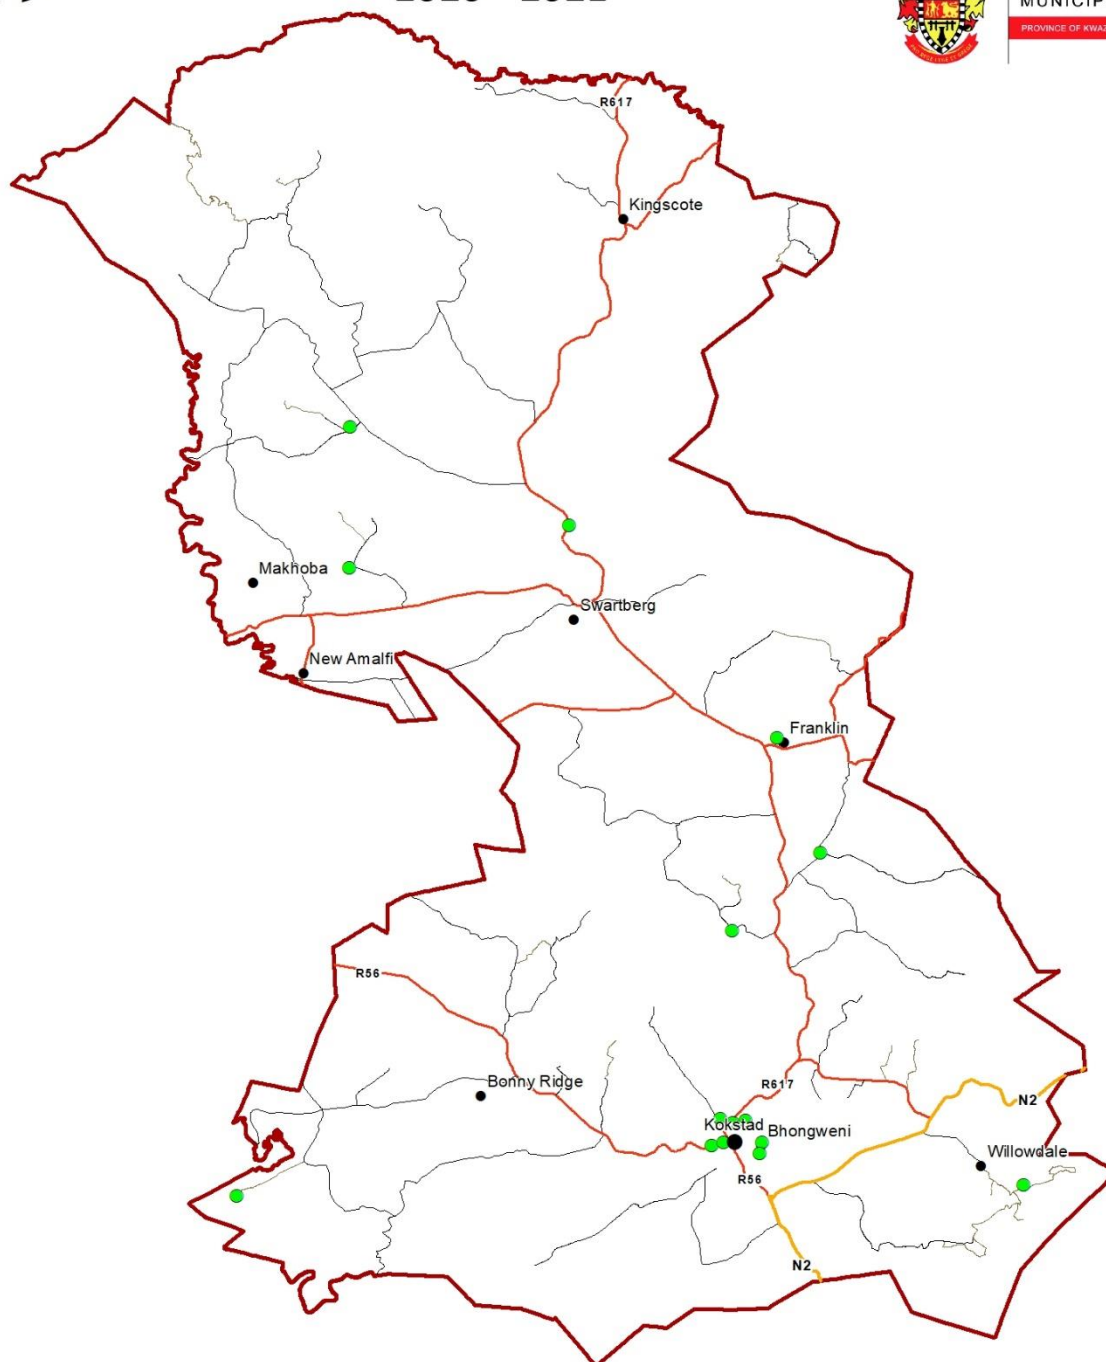 MUNICIP
PROVINCE OF KWAZ
R617
Kingscote
Makhoba
Swartberg
New Amalfi
Franklin
R56
Bonny Ridge
R617
N2
Kokstad
Bhongweni
Willowdale
R56
N2